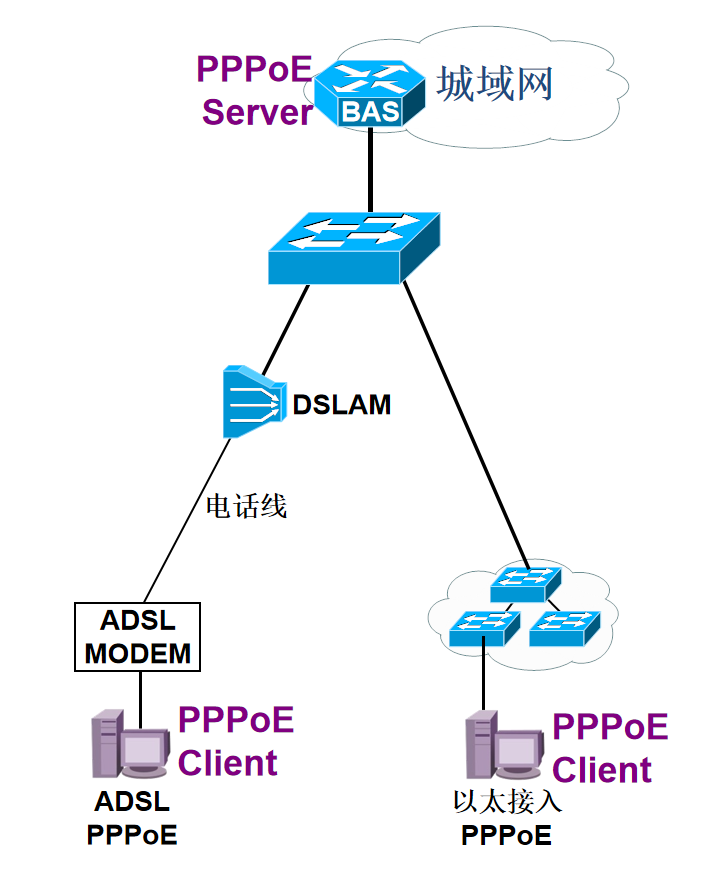 PPPoE
Server
BAS
城域网
DSLAM
电话线
ADSL
MODEM
PPPoE
Client
ADSL
PPPoE
PPPoE
Client
以太接入
PPPoE